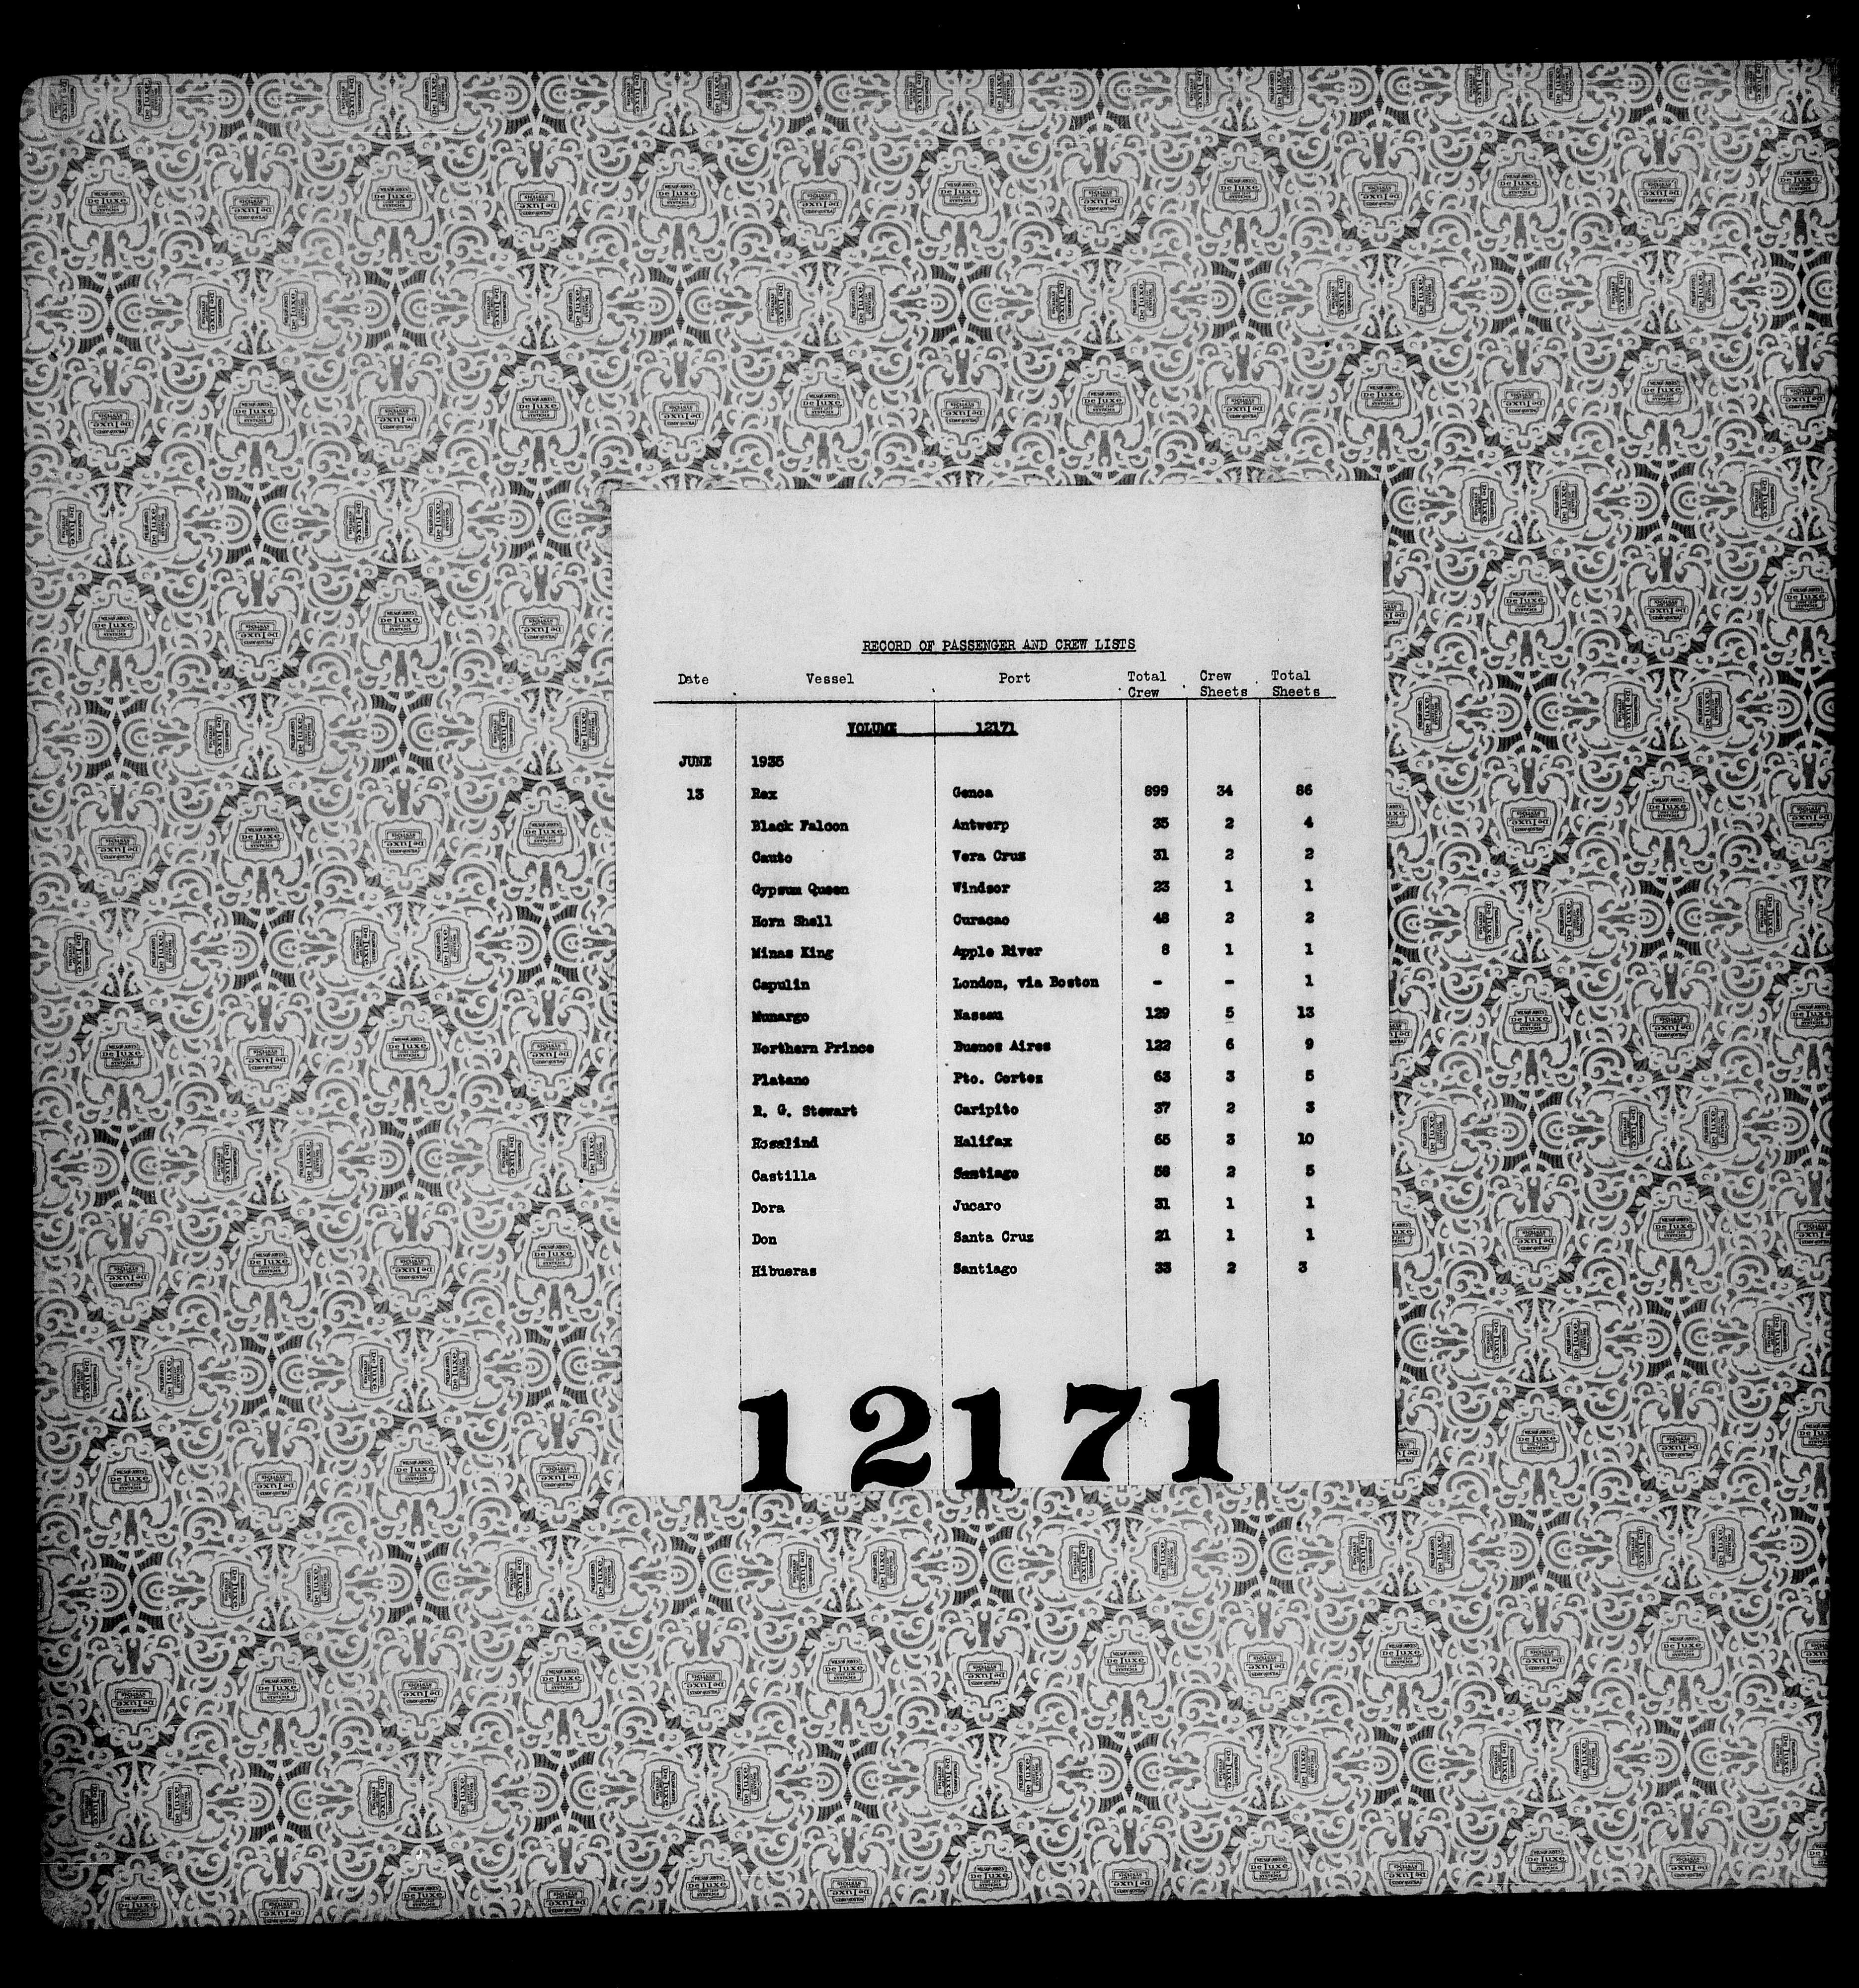 RECORD OF PASSENGER AND CREW LISTS
Date Vessel Port Total Crew Crew Sheets Total Sheets
VOLUME 12171
JUNE 1935
13 Rex Genoa 899 34 86
Black Falcon Antwerp 35 2 4
Cauto Vera Cruz 31 2 2
Gypsum Queen Windsor 23 1 1
Horn Shell Curacao 48 2 2
Minas King Apple River 8 1 1
Capulin London, via Boston - - 1
Munargo Nassau 129 5 13
Northern Prince Buenos Aires 122 6 9
Platano Pto. Cortez 63 3 5
R. G. Stewart Caripito 37 2 3
Rosalind Halifax 65 3 10
Castilla Santiago 58 2 5
Dora Jucaro 31 1 1
Don Santa Cruz 21 1 1
Hibueras Santiago 33 2 3
12171